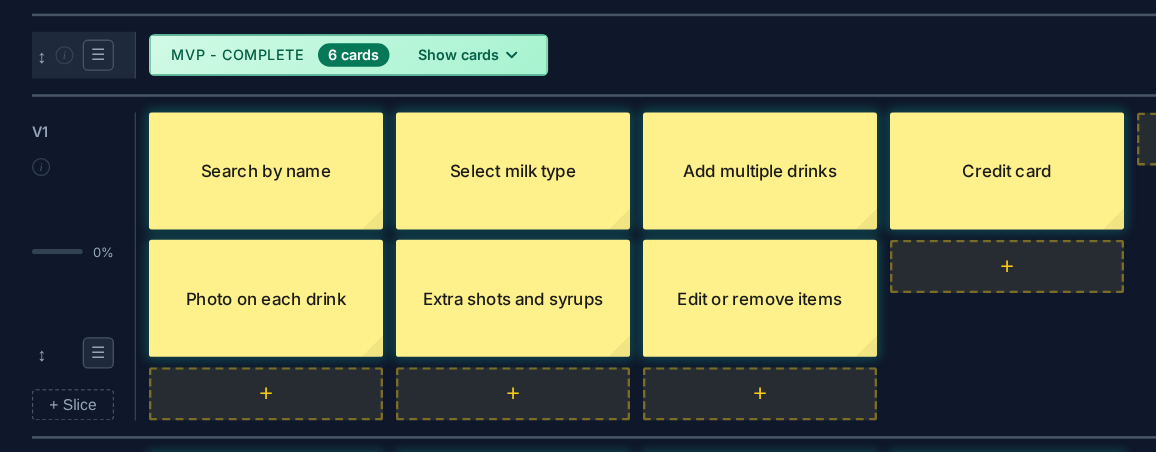 MVP - COMPLETE 6 cards Show cards
V1
Search by name
Select milk type
Add multiple drinks
Credit card
0%
Photo on each drink
Extra shots and syrups
Edit or remove items
+
+ Slice
+
+
+